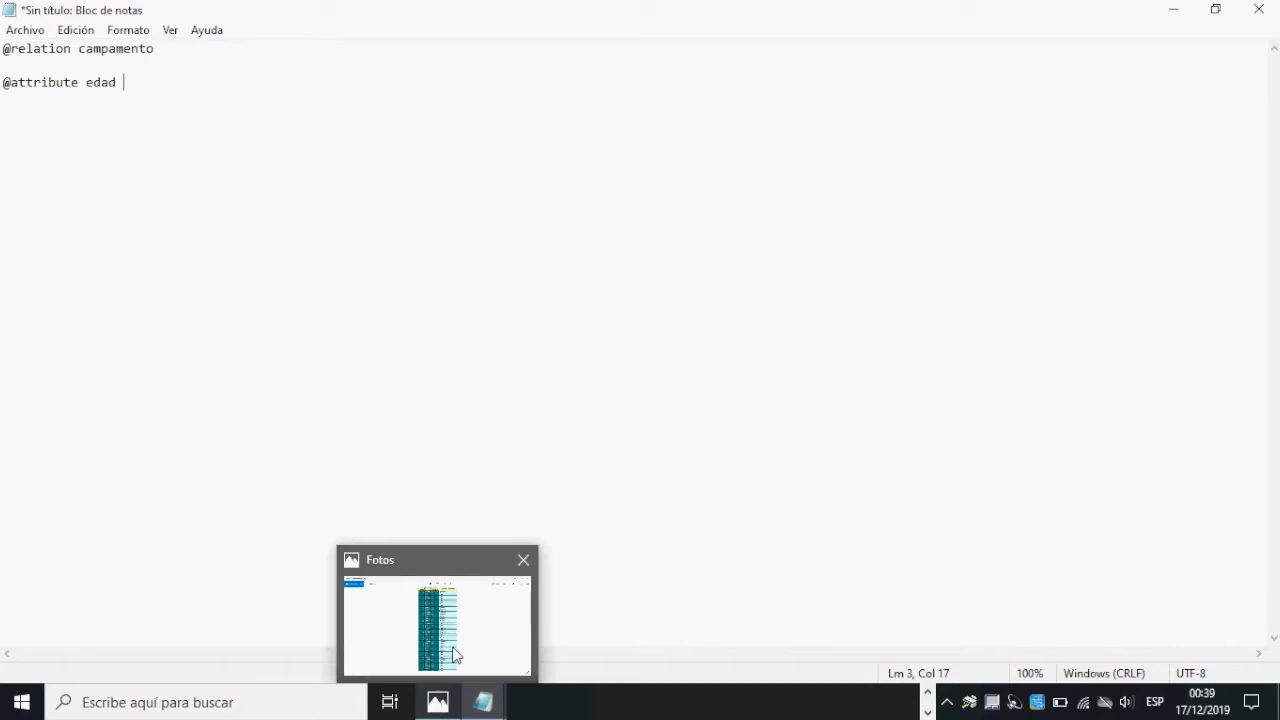 *Sin título: Bloc de notas
Archivo Edición Formato Ver Ayuda
@relation campamento
@attribute edad
Fotos
Lm 3, Col 17 100% Windows (CRLF) UTF-8
Escribe aquí para buscar
ESP
00:39
17/12/2019